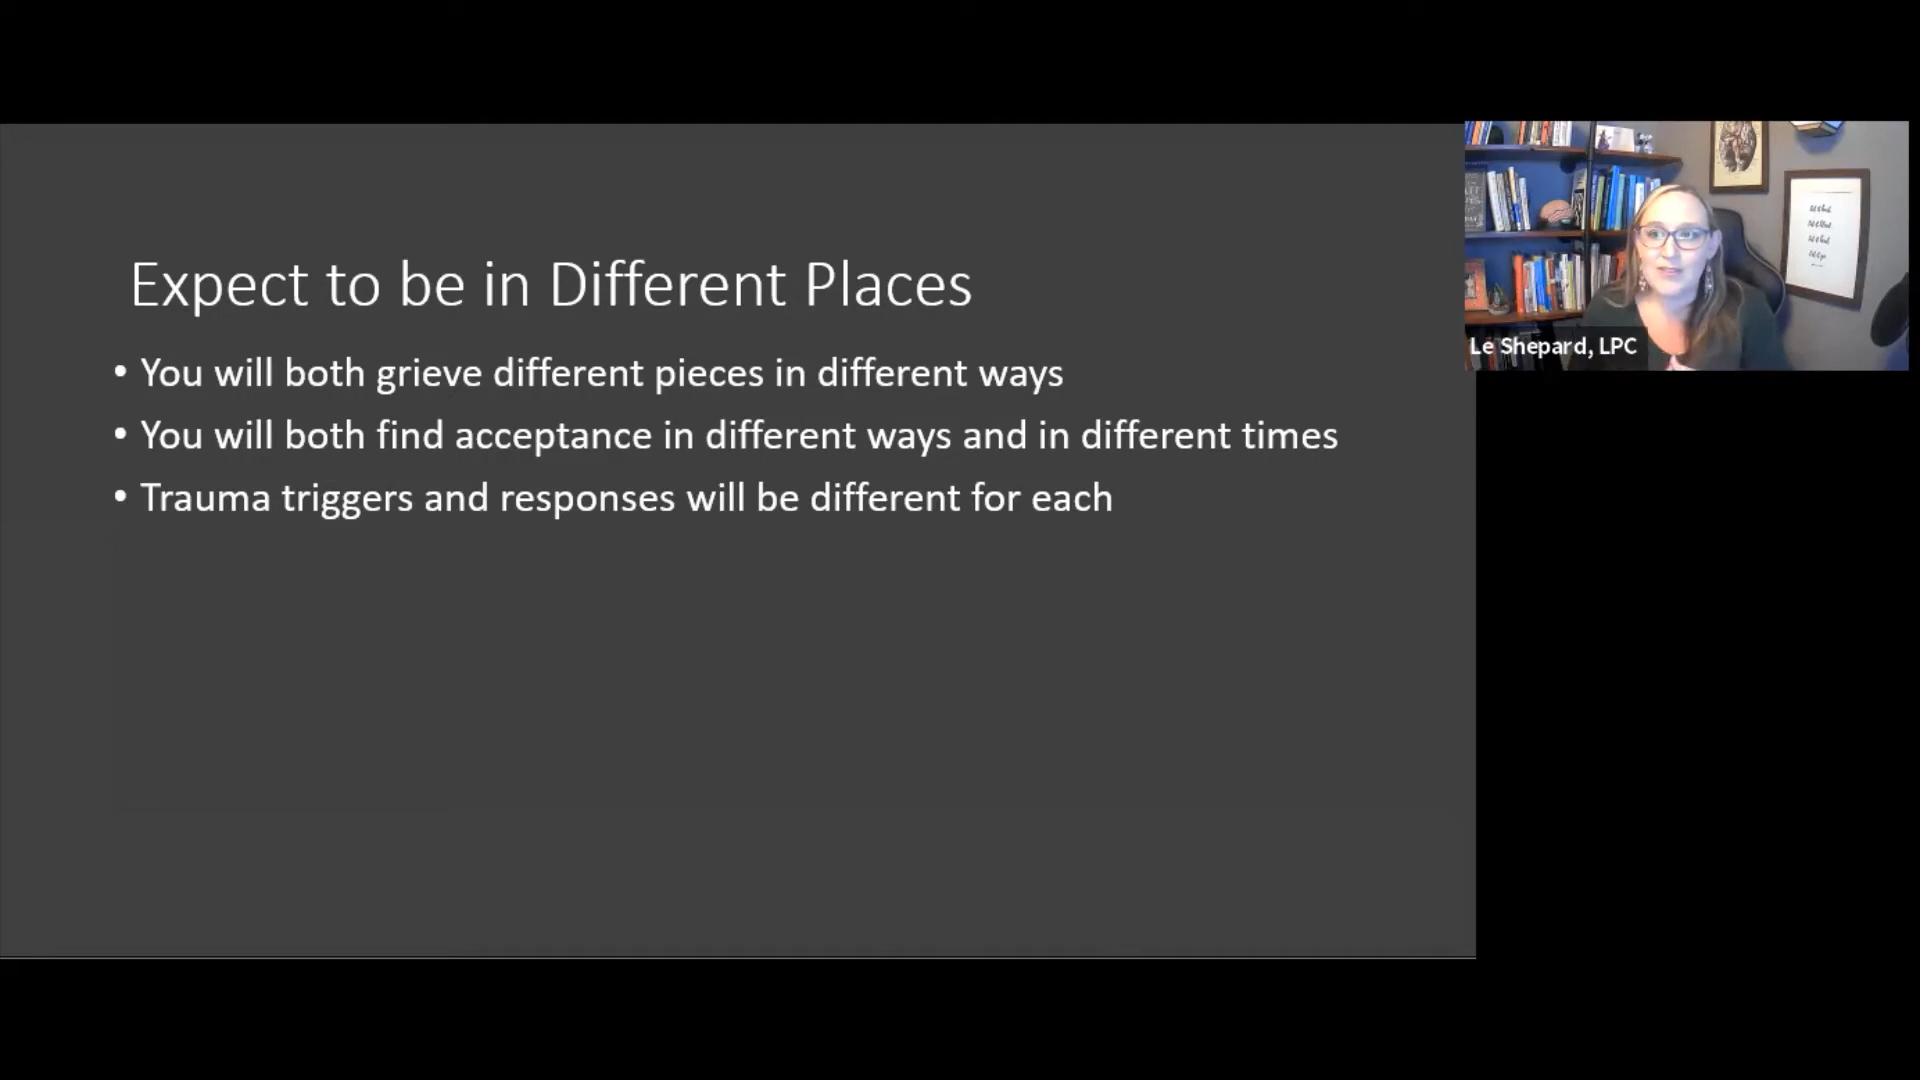 Expect to be in Different Places
• You will both grieve different pieces in different ways
• You will both find acceptance in different ways and in different times
• Trauma triggers and responses will be different for each
Le Shepard, LPC